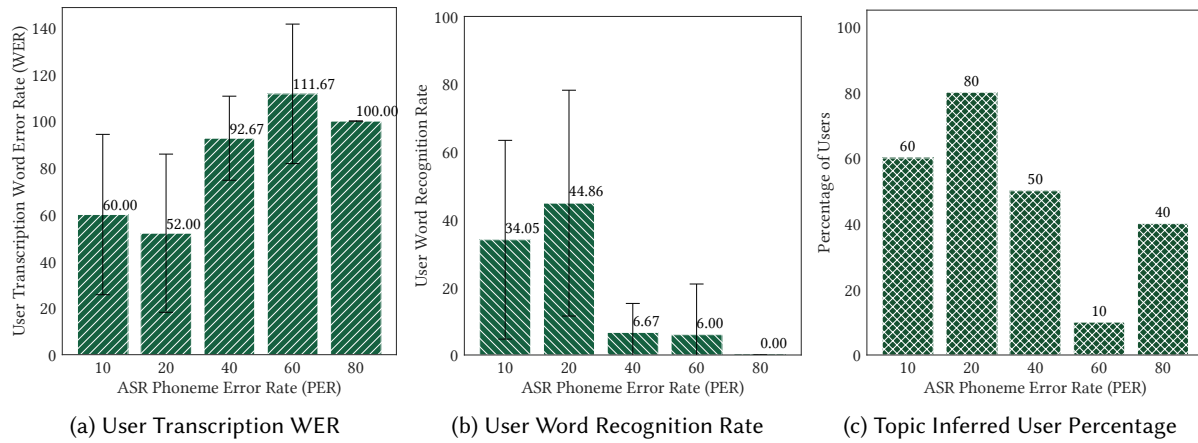 User Transcription Word Error Rate (WER)
140
120
100
80
60
40
20
0
60.00
52.00
92.67
111.67
100.00
10 20 40 60 80
ASR Phoneme Error Rate (PER)
(a) User Transcription WER
User Word Recognition Rate
100
80
60
40
20
0
34.05
44.86
6.67
6.00
0.00
10 20 40 60 80
ASR Phoneme Error Rate (PER)
(b) User Word Recognition Rate
Percentage of Users
100
80
60
40
20
0
60
80
50
10
40
10 20 40 60 80
ASR Phoneme Error Rate (PER)
(c) Topic Inferred User Percentage